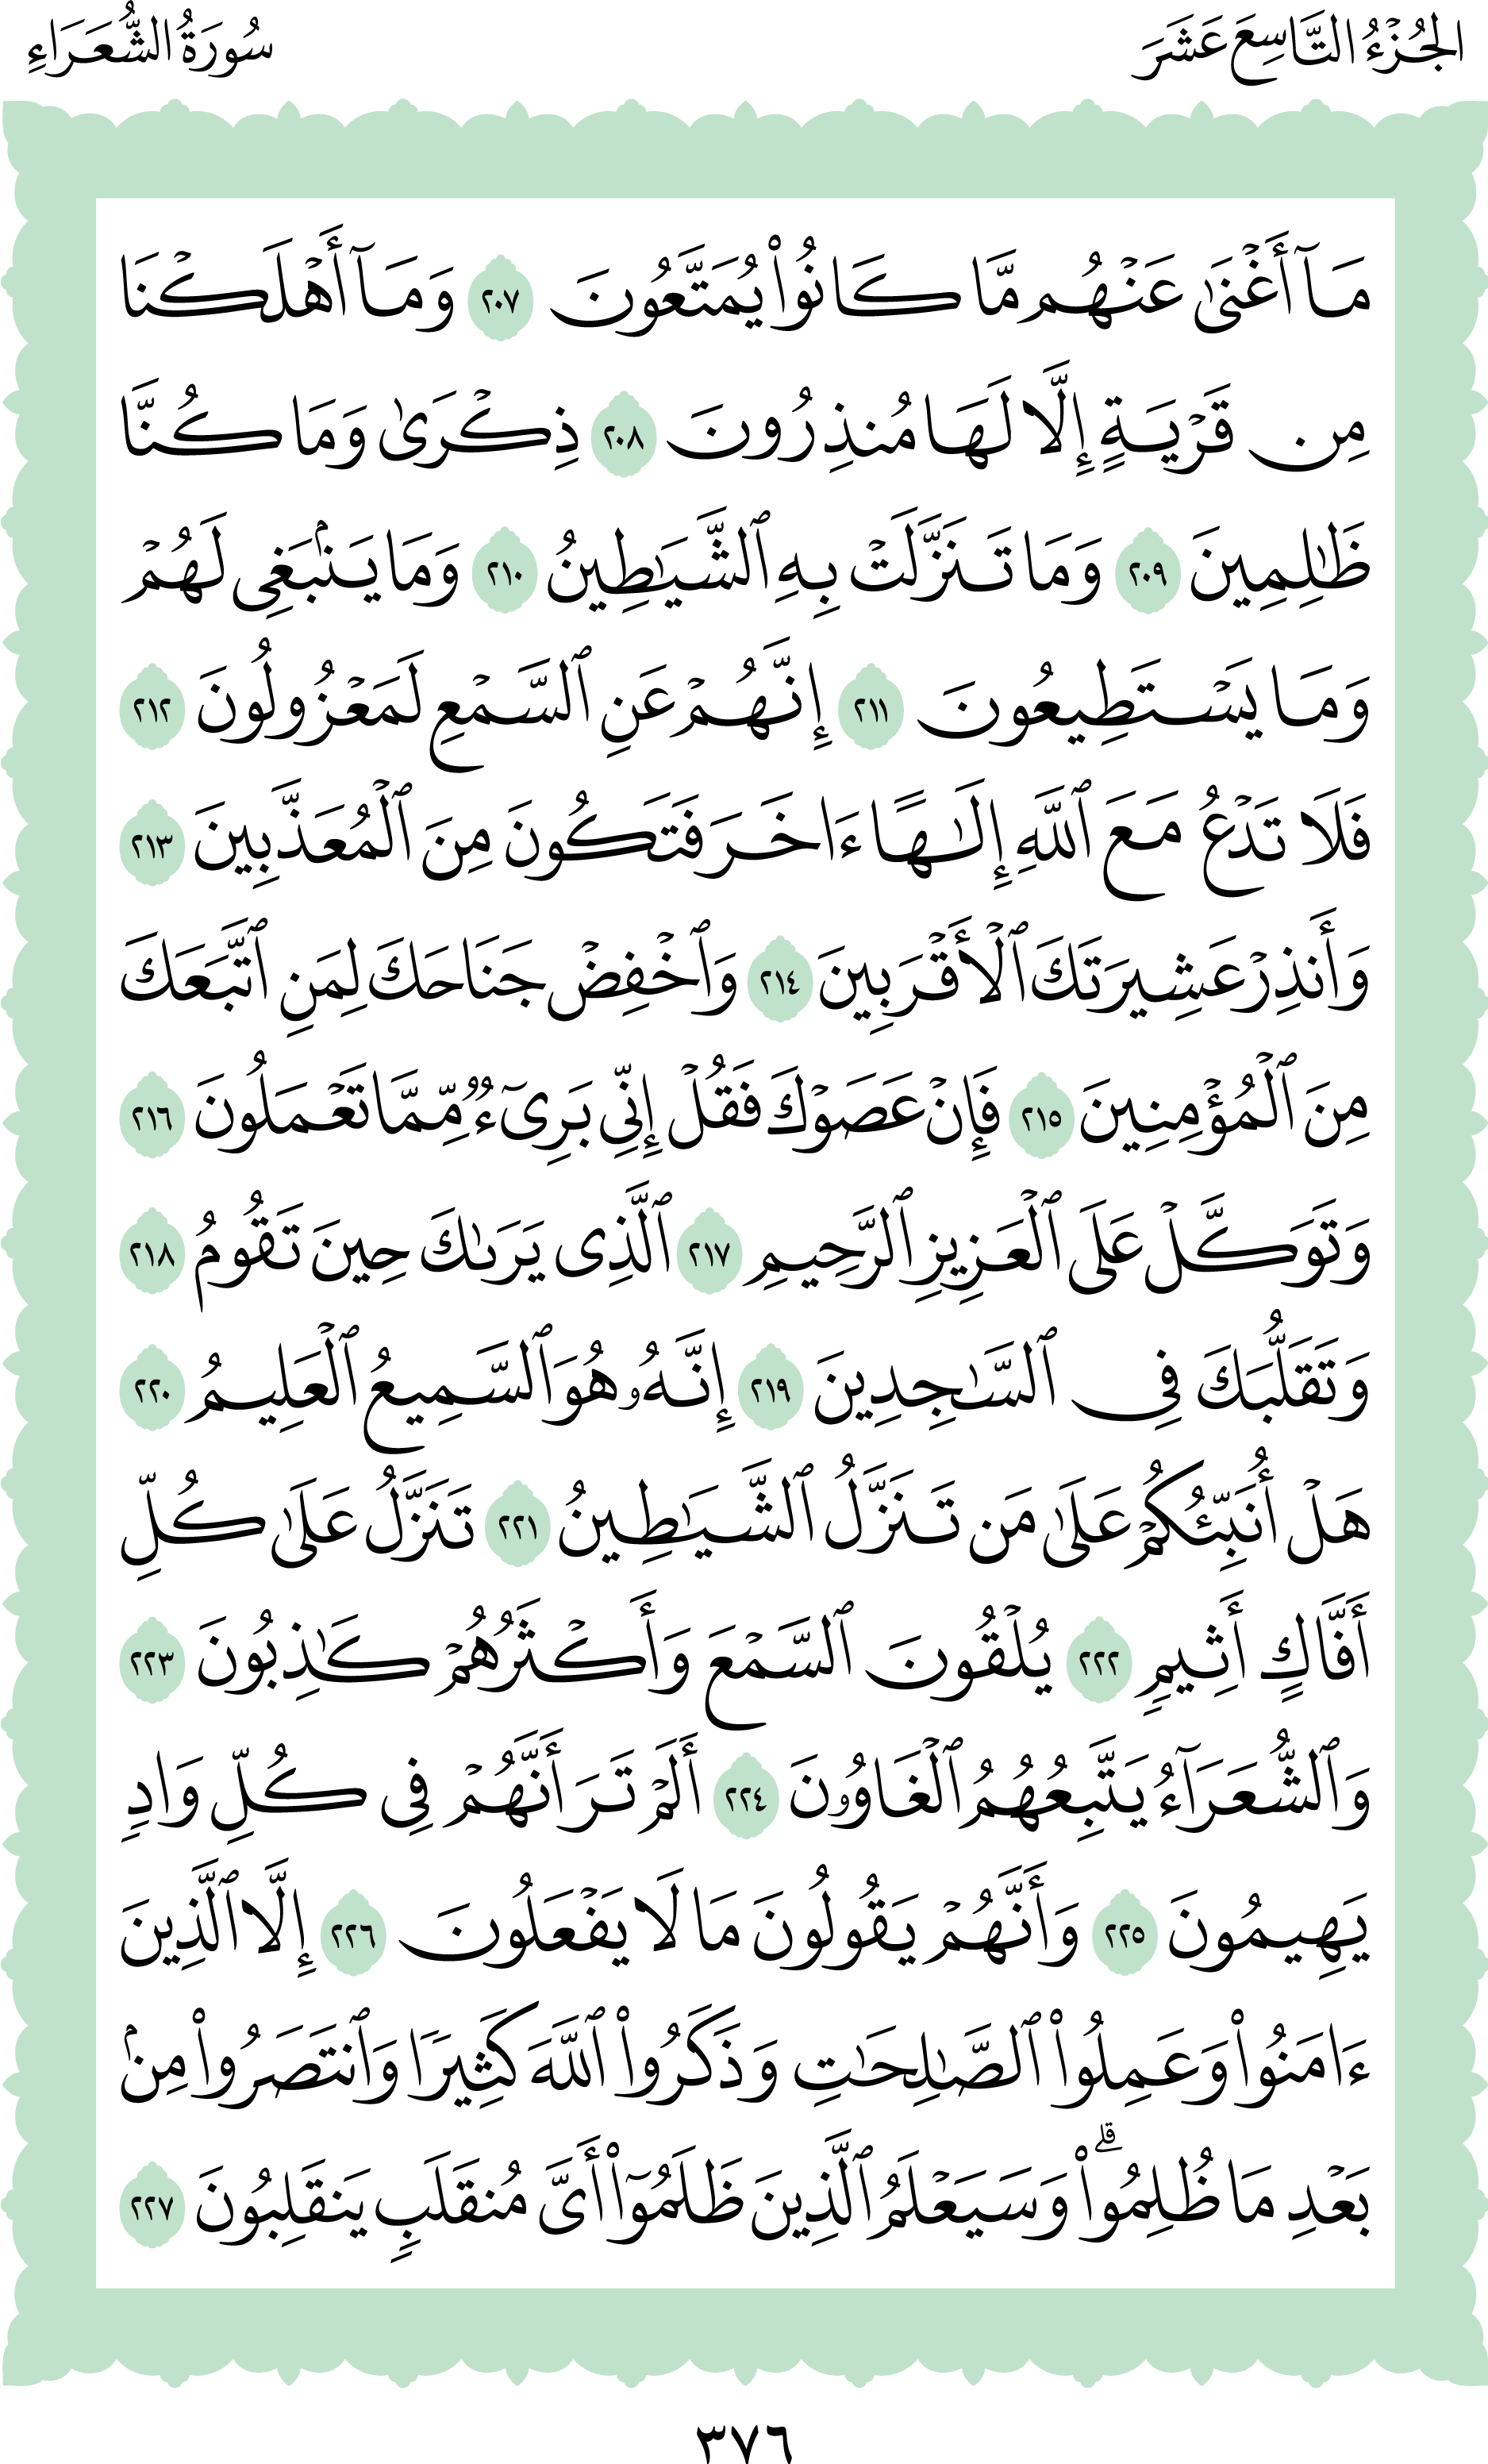 الجُزْءُ التَّاسِعَ عَشَرَ
سُورَةُ الشُّعَرَاءِ
مَآ أَغْنَىٰ عَنْهُم مَّا كَانُوا۟ يُمَتَّعُونَ ٢٠٧ وَمَآ أَهْلَكْنَا
مِن قَرْيَةٍ إِلَّا لَهَا مُنذِرُونَ ٢٠٨ ذِكْرَىٰ وَمَا كُنَّا
ظَٰلِمِينَ ٢٠٩ وَمَا تَنَزَّلَتْ بِهِ ٱلشَّيَٰطِينُ ٢١٠ وَمَا يَنۢبَغِى لَهُمْ
وَمَا يَسْتَطِيعُونَ ٢١١ إِنَّهُمْ عَنِ ٱلسَّمْعِ لَمَعْزُولُونَ ٢١٢
فَلَا تَدْعُ مَعَ ٱللَّهِ إِلَٰهًا ءَاخَرَ فَتَكُونَ مِنَ ٱلْمُعَذَّبِينَ ٢١٣
وَأَنذِرْ عَشِيرَتَكَ ٱلْأَقْرَبِينَ ٢١٤ وَٱخْفِضْ جَنَاحَكَ لِمَنِ ٱتَّبَعَكَ
مِنَ ٱلْمُؤْمِنِينَ ٢١٥ فَإِنْ عَصَوْكَ فَقُلْ إِنِّى بَرِىٓءٌ مِّمَّا تَعْمَلُونَ ٢١٦
وَتَوَكَّلْ عَلَى ٱلْعَزِيزِ ٱلرَّحِيمِ ٢١٧ ٱلَّذِى يَرَىٰكَ حِينَ تَقُومُ ٢١٨
وَتَقَلُّبَكَ فِى ٱلسَّٰجِدِينَ ٢١٩ إِنَّهُۥ هُوَ ٱلسَّمِيعُ ٱلْعَلِيمُ ٢٢٠
هَلْ أُنَبِّئُكُمْ عَلَىٰ مَن تَنَزَّلُ ٱلشَّيَٰطِينُ ٢٢١ تَنَزَّلُ عَلَىٰ كُلِّ
أَفَّاكٍ أَثِيمٍ ٢٢٢ يُلْقُونَ ٱلسَّمْعَ وَأَكْثَرُهُمْ كَٰذِبُونَ ٢٢٣
وَٱلشُّعَرَآءُ يَتَّبِعُهُمُ ٱلْغَاوُۥنَ ٢٢٤ أَلَمْ تَرَ أَنَّهُمْ فِى كُلِّ وَادٍ
يَهِيمُونَ ٢٢٥ وَأَنَّهُمْ يَقُولُونَ مَا لَا يَفْعَلُونَ ٢٢٦ إِلَّا ٱلَّذِينَ
ءَامَنُوا۟ وَعَمِلُوا۟ ٱلصَّٰلِحَٰتِ وَذَكَرُوا۟ ٱللَّهَ كَثِيرًا وَٱنتَصَرُوا۟ مِنۢ
بَعْدِ مَا ظُلِمُوا۟ ۗ وَسَيَعْلَمُ ٱلَّذِينَ ظَلَمُوٓا۟ أَىَّ مُنقَلَبٍ يَنقَلِبُونَ ٢٢٧
٣٧٦